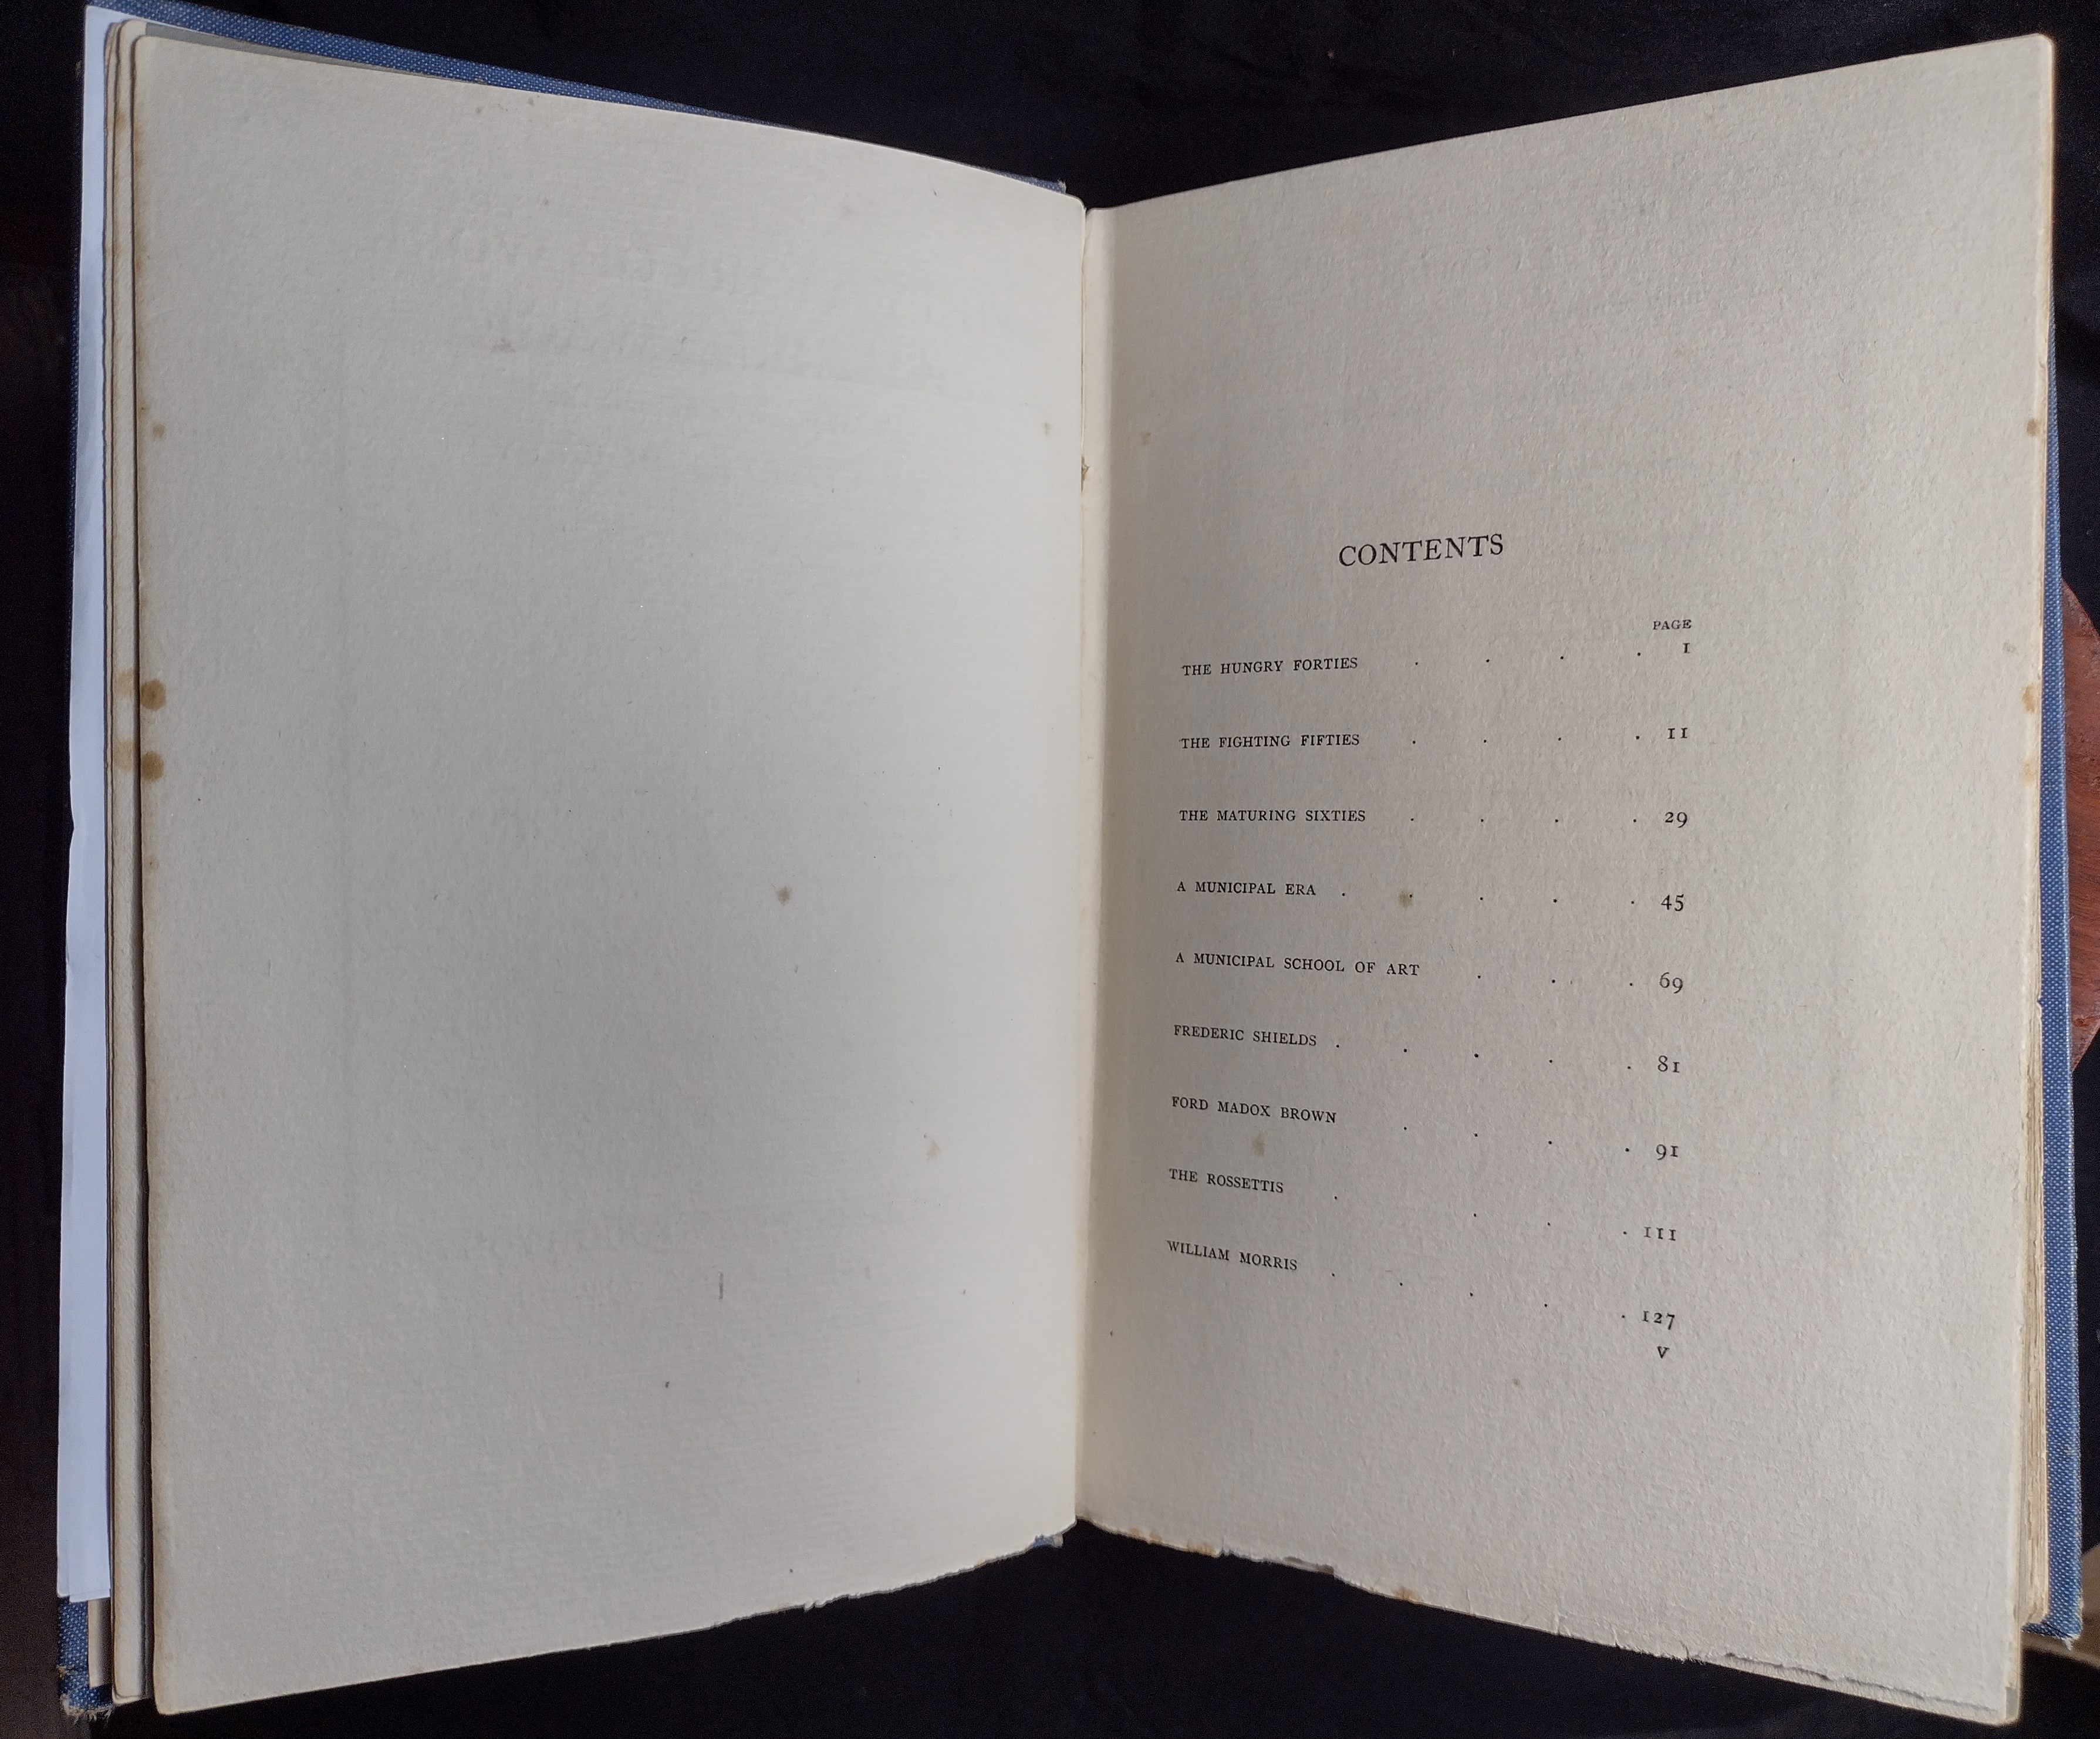 CONTENTS
PAGE
THE HUNGRY FORTIES . . . . 1
THE FIGHTING FIFTIES . . . . 11
THE MATURING SIXTIES . . . . 29
A MUNICIPAL ERA . . . . . 45
A MUNICIPAL SCHOOL OF ART . . . 69
FREDERIC SHIELDS . . . . . 81
FORD MADOX BROWN . . . . 91
THE ROSSETTIS . . . . 111
WILLIAM MORRIS . . . . . 127
V